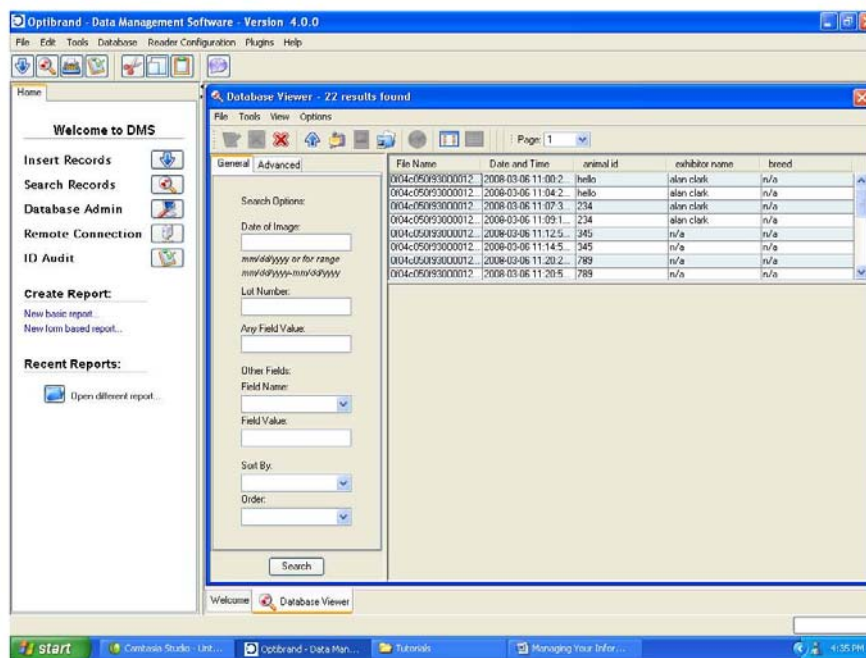 Optibrand - Data Management Software - Version 4.0.0
File Edit Tools Database Reader Configuration Plugins Help
Home
Welcome to DMS
Insert Records
Search Records
Database Admin
Remote Connection
ID Audit
Create Report:
New basic report...
New form based report...
Recent Reports:
Open different report...
Database Viewer - 22 results found
File Tools View Options
Page: 1
General Advanced
Search Options:
Date of Image:
mm/dd/yyyy or for range
mm/dd/yyyy-mm/dd/yyyy
Lot Number:
Any Field Value:
Other Fields:
Field Name:
Field Value:
Sort By:
Order:
Search
File Name Date and Time animal id exhibitor name breed
0f04c050f93000012... 2008-03-06 11:00:2... hello alan clark n/a
0f04c050f93000012... 2008-03-06 11:04:2... hello alan clark n/a
0f04c050f93000012... 2008-03-06 11:07:3... 234 alan clark n/a
0f04c050f93000012... 2008-03-06 11:09:1... 234 alan clark n/a
0f04c050f93000012... 2008-03-06 11:12:5... 345 n/a n/a
0f04c050f93000012... 2008-03-06 11:14:5... 345 n/a n/a
0f04c050f93000012... 2008-03-06 11:20:2... 789 n/a n/a
0f04c050f93000012... 2008-03-06 11:20:5... 789 n/a n/a
Welcome Database Viewer
start Camtasia Studio - Unt... Optibrand - Data Man... Tutorials Managing Your Infor... 4:35 PM